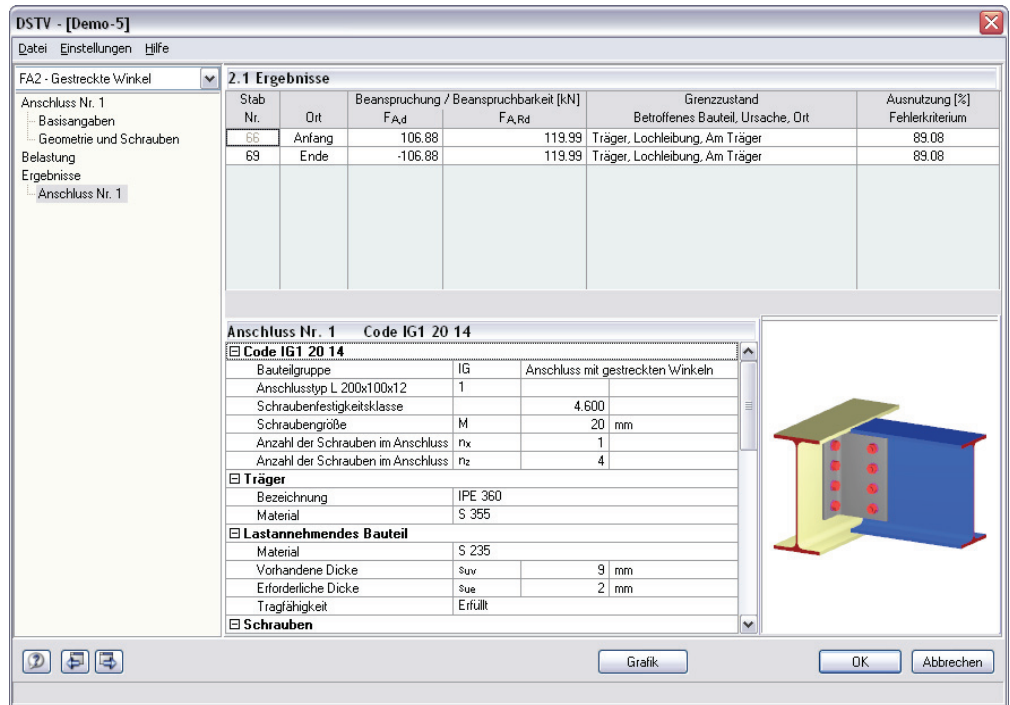 DSTV - [Demo-5]
Datei Einstellungen Hilfe
FA2 - Gestreckte Winkel
Anschluss Nr. 1
Basisangaben
Geometrie und Schrauben
Belastung
Ergebnisse
Anschluss Nr. 1
2.1 Ergebnisse
Stab Beanspruchung / Beanspruchbarkeit [kN] Grenzzustand Ausnutzung [%]
Nr. Ort FA,d FA,Rd Betroffenes Bauteil, Ursache, Ort Fehlerkriterium
66 Anfang 106.88 119.99 Träger, Lochleibung, Am Träger 89.08
69 Ende -106.88 119.99 Träger, Lochleibung, Am Träger 89.08
Anschluss Nr. 1 Code IG1 20 14
Code IG1 20 14
Bauteilgruppe IG Anschluss mit gestreckten Winkeln
Anschlusstyp L 200x100x12 1
Schraubenfestigkeitsklasse 4.600
Schraubengröße M 20 mm
Anzahl der Schrauben im Anschluss nx 1
Anzahl der Schrauben im Anschluss nz 4
Träger
Bezeichnung IPE 360
Material S 355
Lastannehmendes Bauteil
Material S 235
Vorhandene Dicke suv 9 mm
Erforderliche Dicke sue 2 mm
Tragfähigkeit Erfüllt
Schrauben
Grafik OK Abbrechen